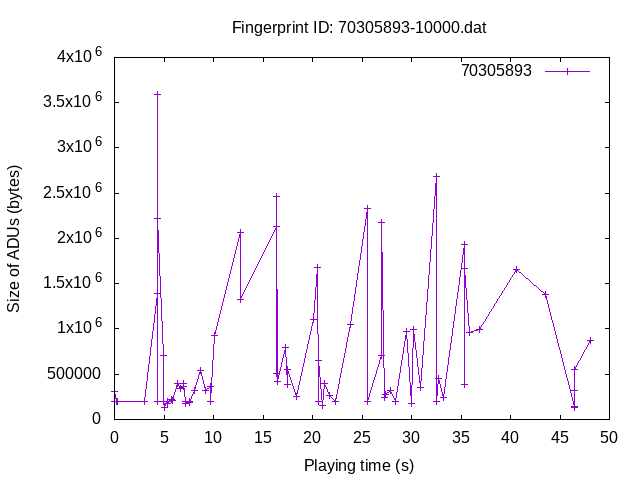 Fingerprint ID: 70305893-10000.dat
70305893
4x10^6
3.5x10^6
3x10^6
2.5x10^6
2x10^6
1.5x10^6
1x10^6
500000
0
Size of ADUs (bytes)
0 5 10 15 20 25 30 35 40 45 50
Playing time (s)